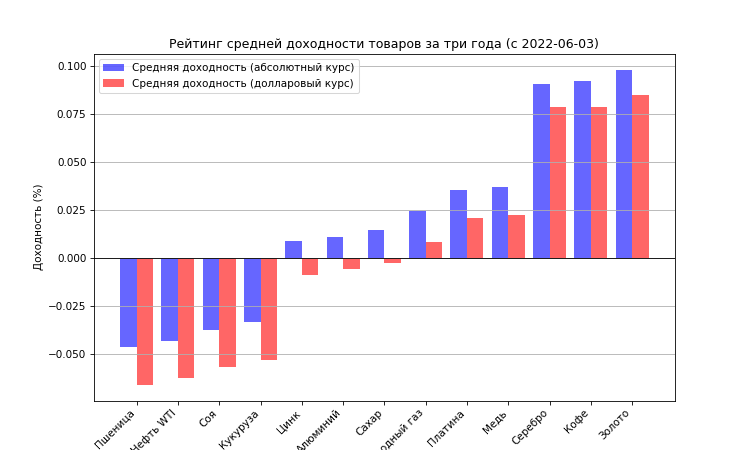 Рейтинг средней доходности товаров за три года (с 2022-06-03)
Средняя доходность (абсолютный курс)
Средняя доходность (долларовый курс)
Доходность (%)
0.100
0.075
0.050
0.025
0.000
−0.025
−0.050
Пшеница
Нефть WTI
Соя
Кукуруза
Цинк
Алюминий
Сахар
одный газ
Платина
Медь
Серебро
Кофе
Золото